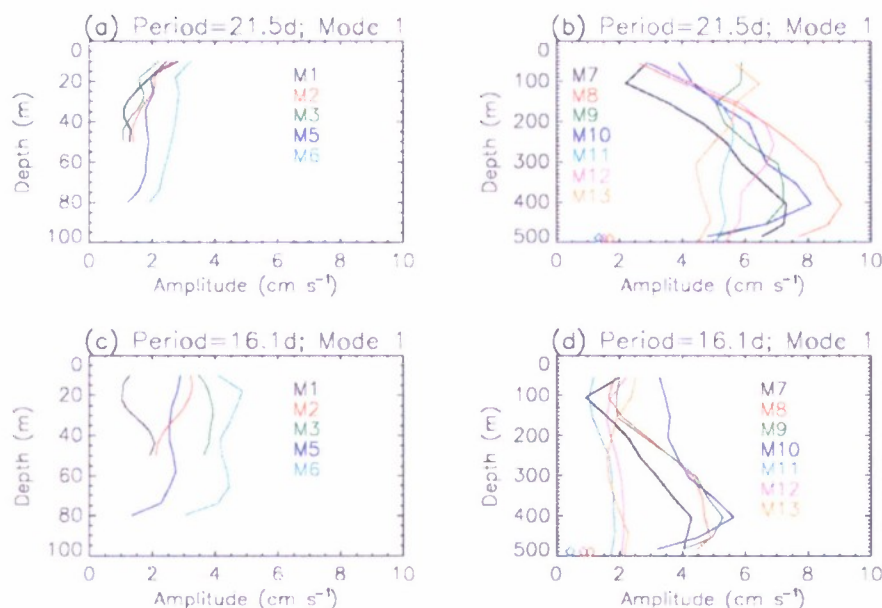 (a) Period=21.5d; Mode 1
0
20
40
60
80
100
Depth (m)
M1
M2
M3
M5
M6
0 2 4 6 8 10
Amplitude (cm s⁻¹)
(b) Period=21.5d; Mode 1
0
100
200
300
400
500
Depth (m)
M7
M8
M9
M10
M11
M12
M13
0 2 4 6 8 10
Amplitude (cm s⁻¹)
(c) Period=16.1d; Mode 1
0
20
40
60
80
100
Depth (m)
M1
M2
M3
M5
M6
0 2 4 6 8 10
Amplitude (cm s⁻¹)
(d) Period=16.1d; Mode 1
0
100
200
300
400
500
Depth (m)
M7
M8
M9
M10
M11
M12
M13
0 2 4 6 8 10
Amplitude (cm s⁻¹)